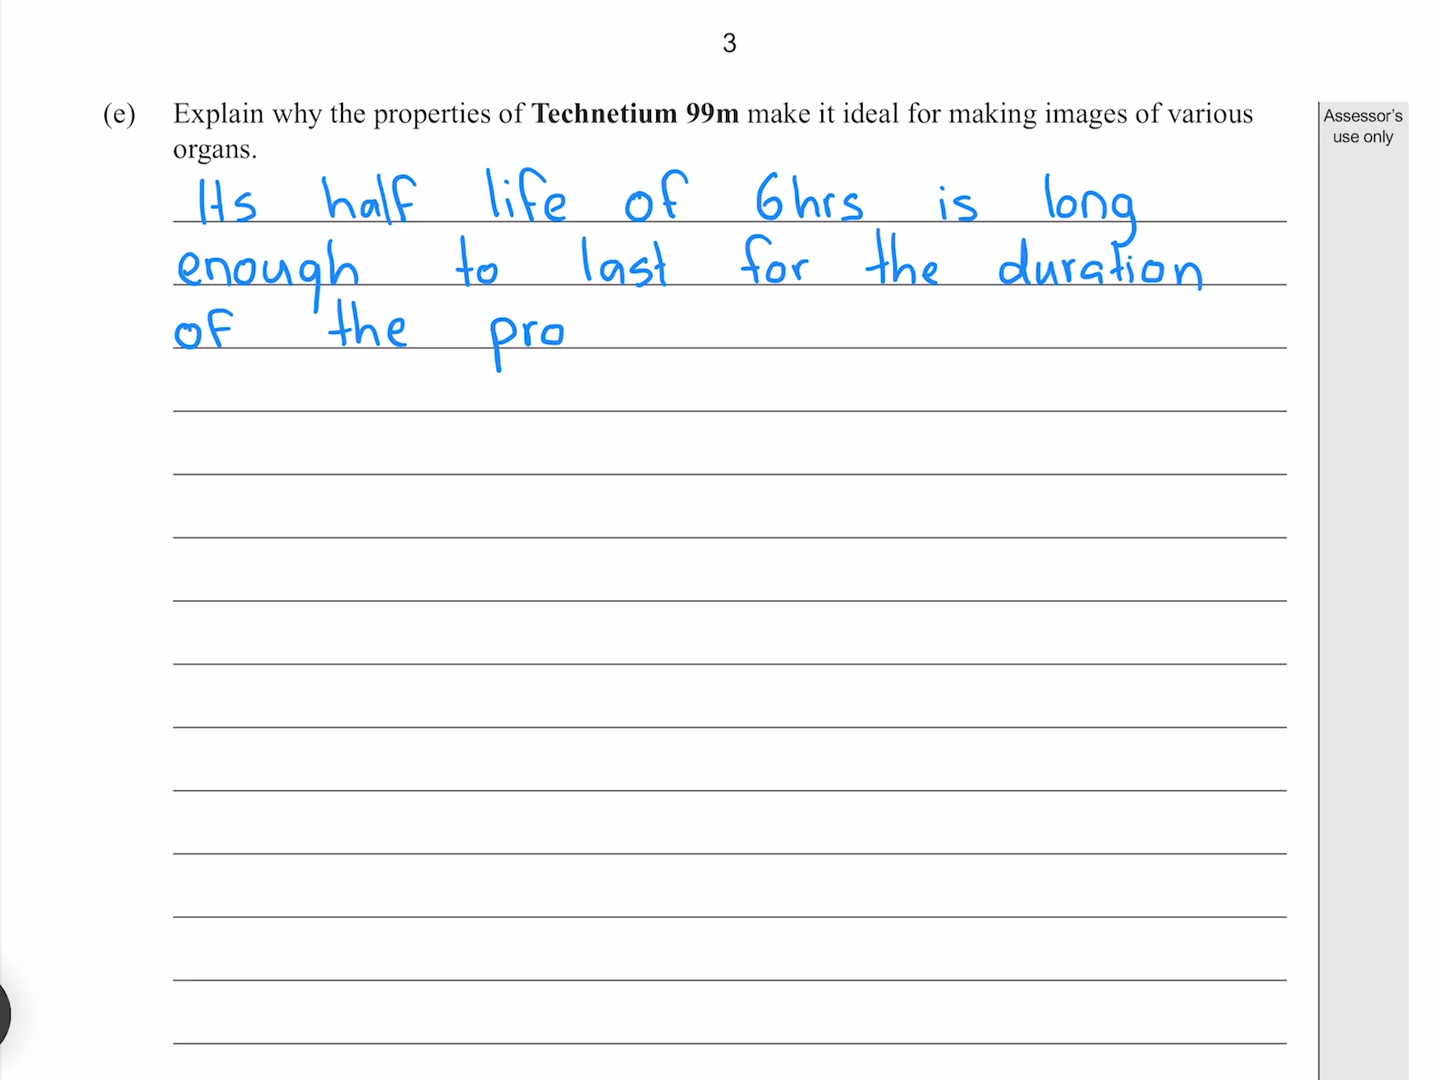 3
(e) Explain why the properties of Technetium 99m make it ideal for making images of various
organs.
Assessor's
use only
Its half life of 6hrs is long
enough to last for the duration
of the pro